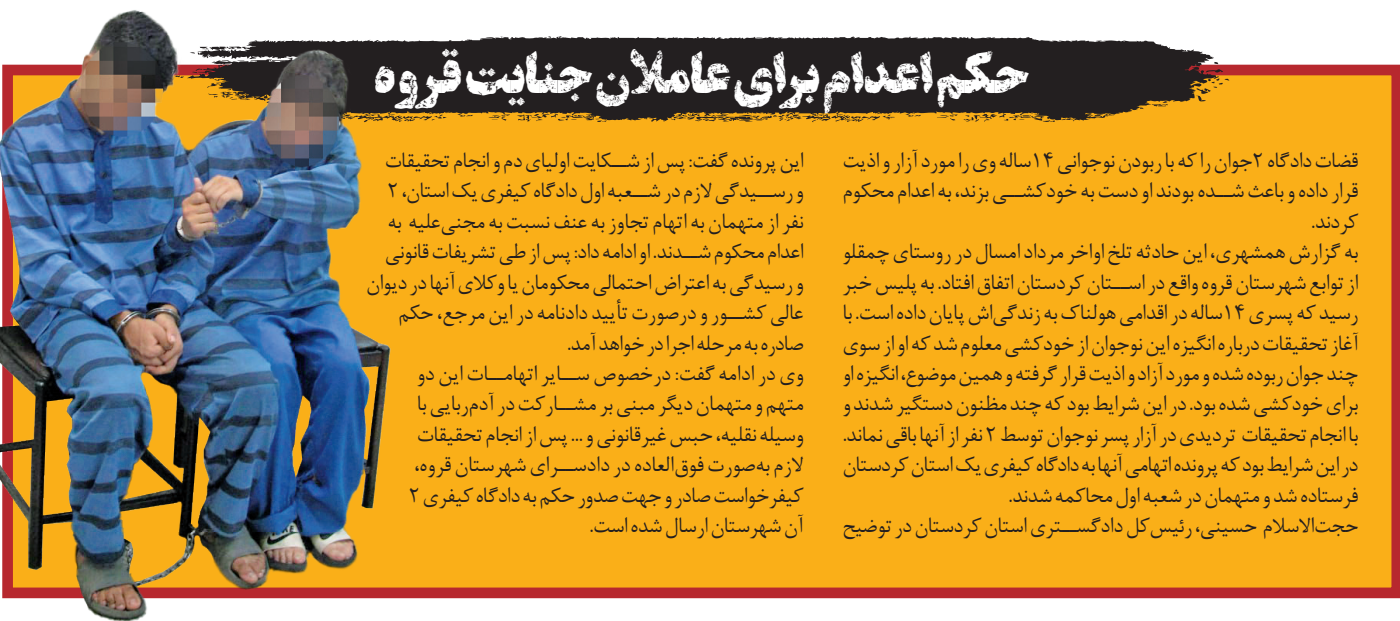 حکم اعدام برای عاملان جنایت قروه
قضات دادگاه ۲جوان را که با ربودن نوجوانی ۱۴ساله وی را مورد آزار و اذیت
قرار داده و باعث شده بودند او دست به خودکشی بزند، به اعدام محکوم
کردند.
به گزارش همشهری، این حادثه تلخ اواخر مرداد امسال در روستای چمقلو
از توابع شهرستان قروه واقع در استان کردستان اتفاق افتاد. به پلیس خبر
رسید که پسری ۱۴ساله در اقدامی هولناک به زندگی‌اش پایان داده است. با
آغاز تحقیقات درباره انگیزه این نوجوان از خودکشی معلوم شد که او از سوی
چند جوان ربوده شده و مورد آزاد و اذیت قرار گرفته و همین موضوع، انگیزه او
برای خودکشی شده بود. در این شرایط بود که چند مظنون دستگیر شدند و
با انجام تحقیقات تردیدی در آزار پسر نوجوان توسط ۲ نفر از آنها باقی نماند.
در این شرایط بود که پرونده اتهامی آنها به دادگاه کیفری یک استان کردستان
فرستاده شد و متهمان در شعبه اول محاکمه شدند.
حجت‌الاسلام حسینی، رئیس‌کل دادگستری استان کردستان در توضیح
این پرونده گفت: پس از شکایت اولیای دم و انجام تحقیقات
و رسیدگی لازم در شعبه اول دادگاه کیفری یک استان، ۲
نفر از متهمان به اتهام تجاوز به عنف نسبت به مجنی‌علیه به
اعدام محکوم شدند. او ادامه داد: پس از طی تشریفات قانونی
و رسیدگی به اعتراض احتمالی محکومان یا وکلای آنها در دیوان
عالی کشور و درصورت تأیید دادنامه در این مرجع، حکم
صادره به مرحله اجرا در خواهد آمد.
وی در ادامه گفت: درخصوص سایر اتهامات این دو
متهم و متهمان دیگر مبنی بر مشارکت در آدم‌ربایی با
وسیله نقلیه، حبس غیرقانونی و ... پس از انجام تحقیقات
لازم به‌صورت فوق‌العاده در دادسرای شهرستان قروه،
کیفرخواست صادر و جهت صدور حکم به دادگاه کیفری ۲
آن شهرستان ارسال شده است.